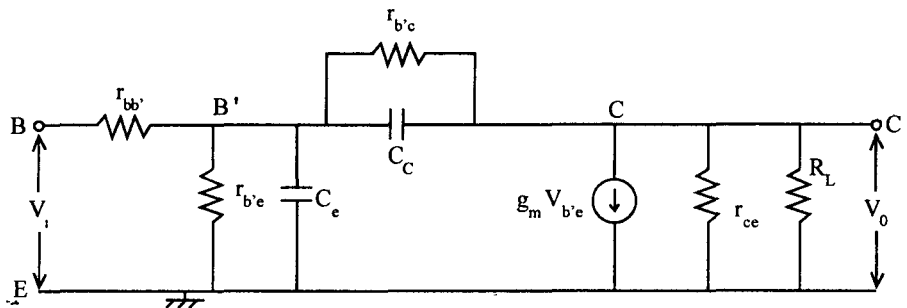 r_b'c
B
r_bb'
B'
C_C
C
C
V_i
r_b'e
C_e
g_m V_b'e
r_ce
R_L
V_0
E